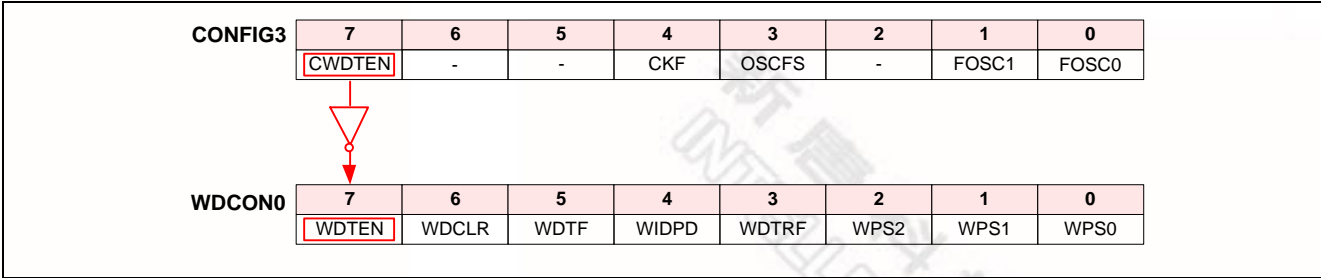 CONFIG3 7 6 5 4 3 2 1 0
CWDTEN - - CKF OSCFS - FOSC1 FOSC0
WDCON0 7 6 5 4 3 2 1 0
WDTEN WDCLR WDTF WIDPD WDTRF WPS2 WPS1 WPS0